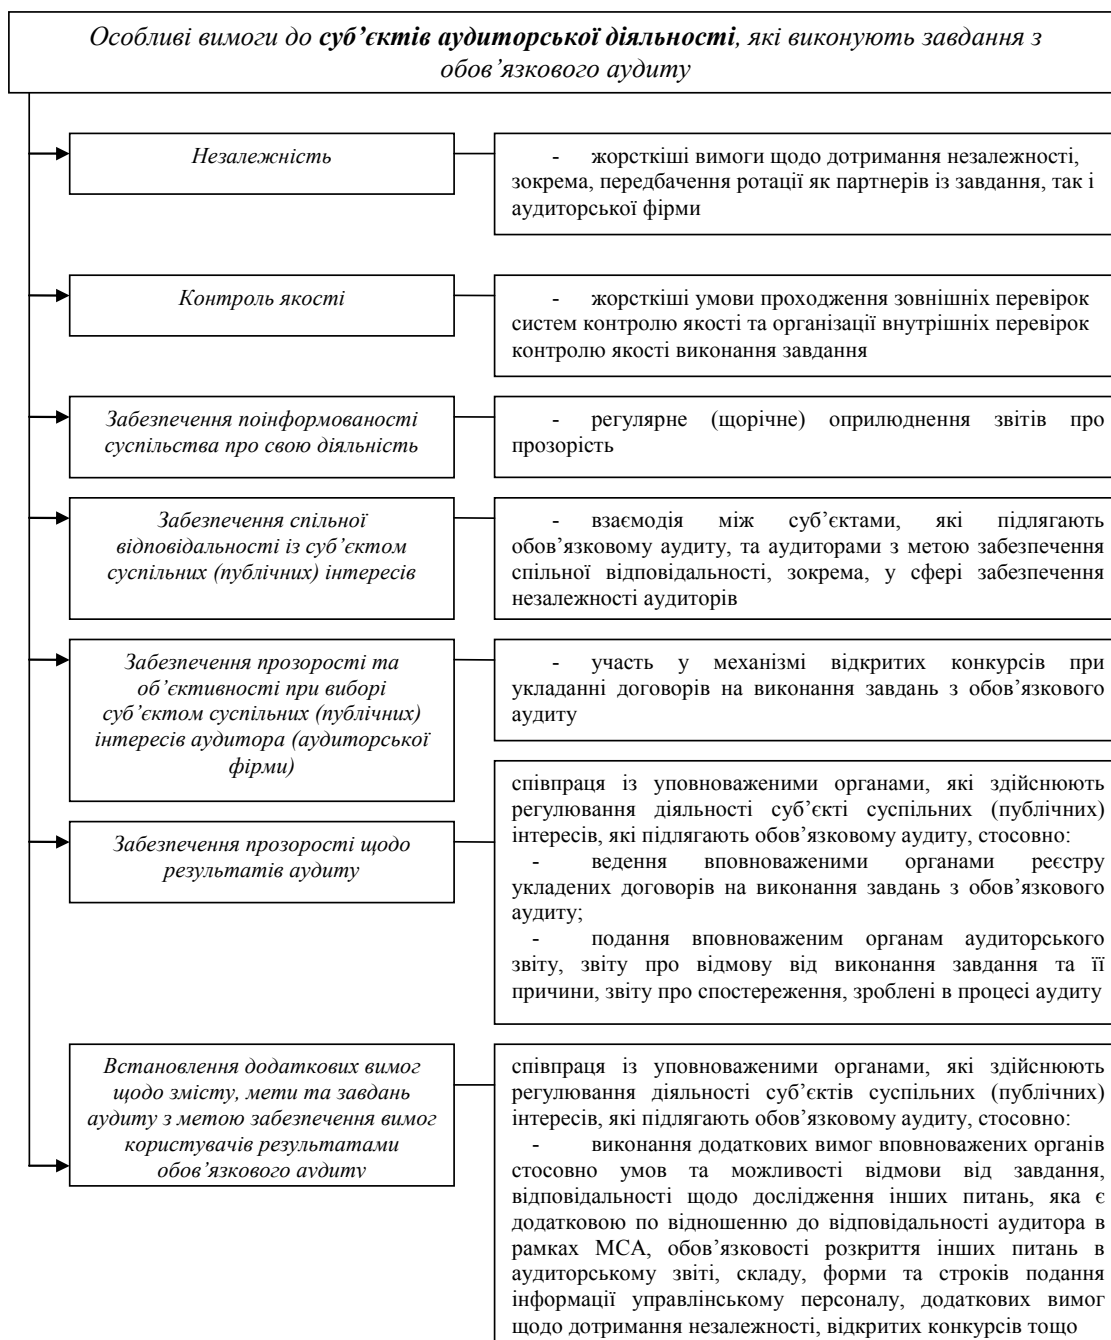 Особливі вимоги до суб’єктів аудиторської діяльності, які виконують завдання з
обов’язкового аудиту
Незалежність
- жорсткіші вимоги щодо дотримання незалежності,
зокрема, передбачення ротації як партнерів із завдання, так і
аудиторської фірми
Контроль якості
- жорсткіші умови проходження зовнішніх перевірок
систем контролю якості та організації внутрішніх перевірок
контролю якості виконання завдання
Забезпечення поінформованості
суспільства про свою діяльність
- регулярне (щорічне) оприлюднення звітів про
прозорість
Забезпечення спільної
відповідальності із суб’єктом
суспільних (публічних) інтересів
- взаємодія між суб’єктами, які підлягають
обов’язковому аудиту, та аудиторами з метою забезпечення
спільної відповідальності, зокрема, у сфері забезпечення
незалежності аудиторів
Забезпечення прозорості та
об’єктивності при виборі
суб’єктом суспільних (публічних)
інтересів аудитора (аудиторської
фірми)
- участь у механізмі відкритих конкурсів при
укладанні договорів на виконання завдань з обов’язкового
аудиту
Забезпечення прозорості щодо
результатів аудиту
співпраця із уповноваженими органами, які здійснюють
регулювання діяльності суб’єкті суспільних (публічних)
інтересів, які підлягають обов’язковому аудиту, стосовно:
- ведення вповноваженими органами реєстру
укладених договорів на виконання завдань з обов’язкового
аудиту;
- подання вповноваженим органам аудиторського
звіту, звіту про відмову від виконання завдання та її
причини, звіту про спостереження, зроблені в процесі аудиту
Встановлення додаткових вимог
щодо змісту, мети та завдань
аудиту з метою забезпечення вимог
користувачів результатами
обов’язкового аудиту
співпраця із уповноваженими органами, які здійснюють
регулювання діяльності суб’єктів суспільних (публічних)
інтересів, які підлягають обов’язковому аудиту, стосовно:
- виконання додаткових вимог вповноважених органів
стосовно умов та можливості відмови від завдання,
відповідальності щодо дослідження інших питань, яка є
додатковою по відношенню до відповідальності аудитора в
рамках МСА, обов’язковості розкриття інших питань в
аудиторському звіті, складу, форми та строків подання
інформації управлінському персоналу, додаткових вимог
щодо дотримання незалежності, відкритих конкурсів тощо